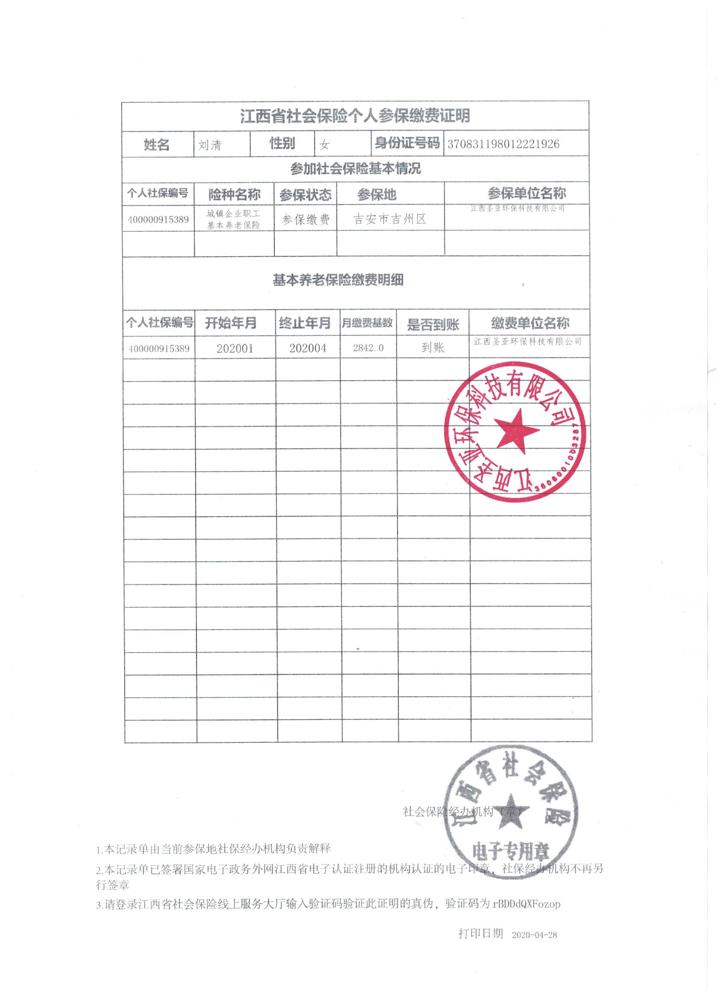 江西省社会保险个人参保缴费证明
姓名 刘清 性别 女 身份证号码 370831198012221926
参加社会保险基本情况
个人社保编号 险种名称 参保状态 参保地 参保单位名称
400000915389 城镇企业职工 参保缴费 吉安市吉州区 江西圣亚环保科技有限公司
基本养老保险
基本养老保险缴费明细
个人社保编号 开始年月 终止年月 月缴费基数 是否到账 缴费单位名称
400000915389 202001 202004 2842.0 到账 江西圣亚环保科技有限公司
江西圣亚环保科技有限公司
3608001003287
江西省社会保险
社会保险经办机构（章）
电子专用章
1.本记录单由当前参保地社保经办机构负责解释
2.本记录单已签署国家电子政务外网江西省电子认证注册的机构认证的电子印章，社保经办机构不再另
行签章
3.请登录江西省社会保险线上服务大厅输入验证码验证此证明的真伪，验证码为rBDDdQXFozop
打印日期 2020-04-28